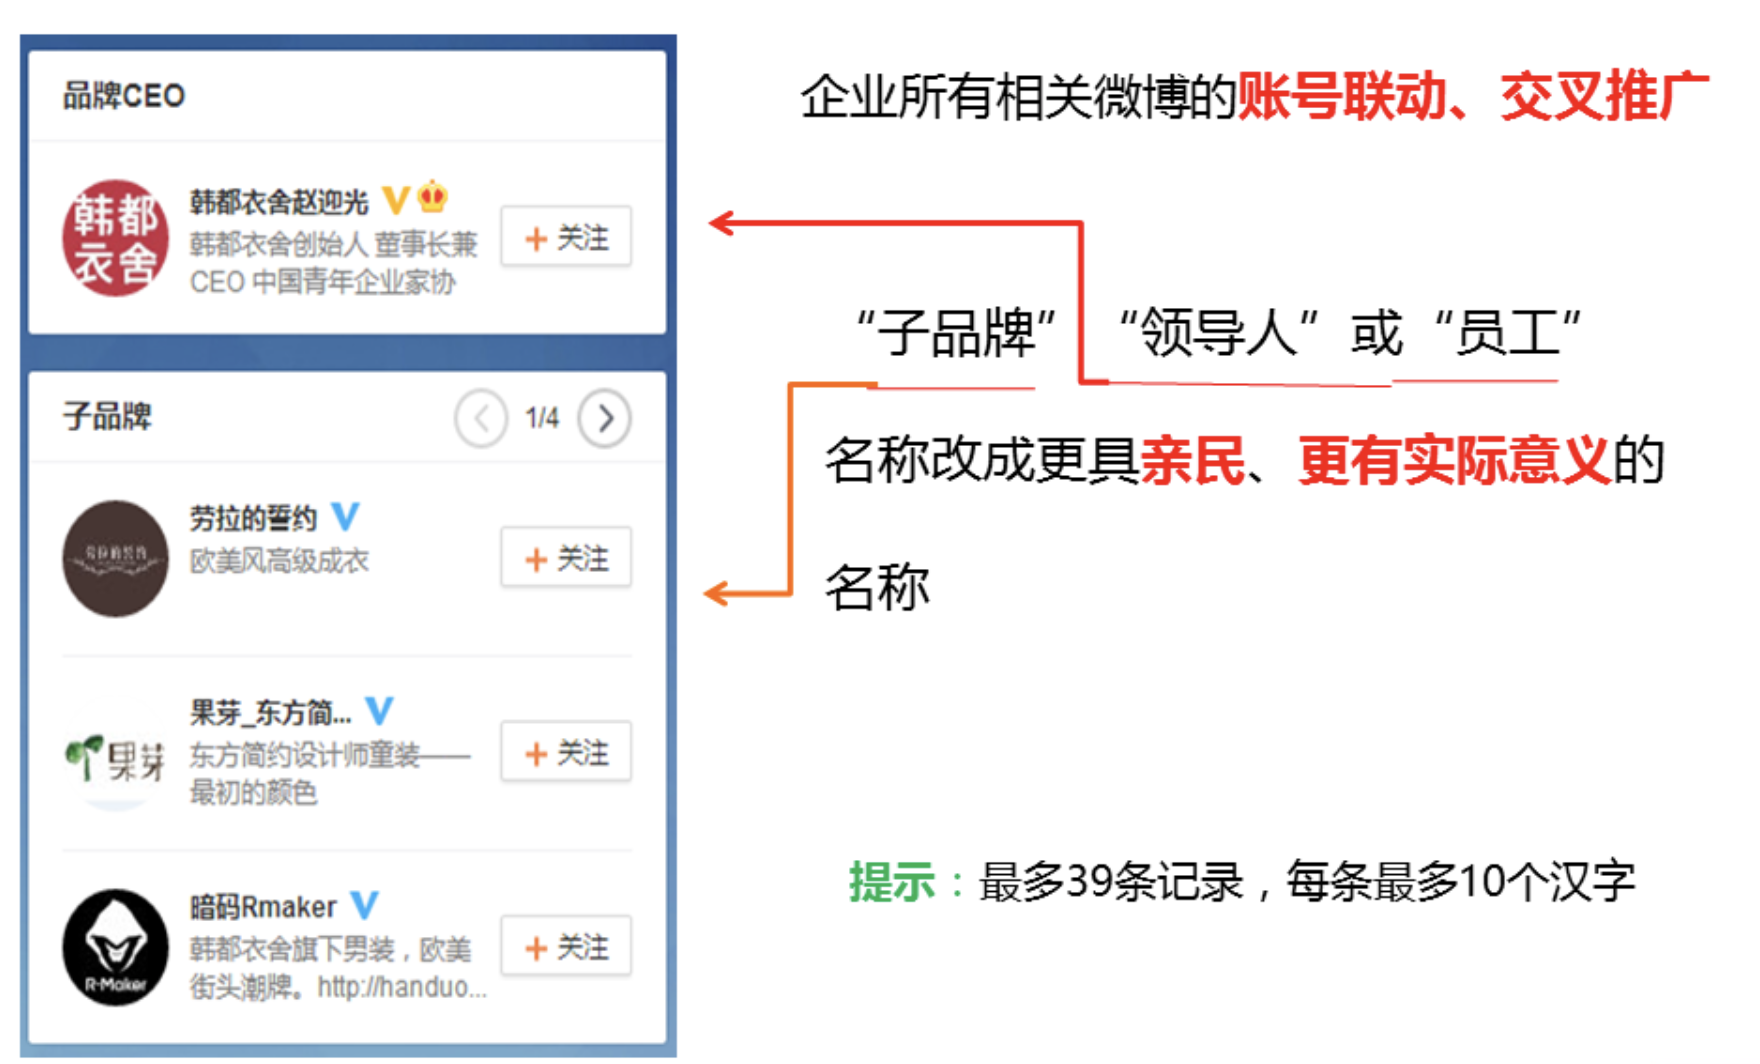 品牌CEO
韩都衣舍
韩都衣舍赵迎光
韩都衣舍创始人 董事长兼
CEO 中国青年企业家协
+ 关注
子品牌
1/4
劳拉的誓约
欧美风高级成衣
+ 关注
果芽
果芽_东方简...
东方简约设计师童装——
最初的颜色
+ 关注
R-Maker
暗码Rmaker
韩都衣舍旗下男装，欧美
街头潮牌。http://handuo...
+ 关注
企业所有相关微博的账号联动、交叉推广
“子品牌” “领导人”或“员工”
名称改成更具亲民、更有实际意义的
名称
提示：最多39条记录，每条最多10个汉字